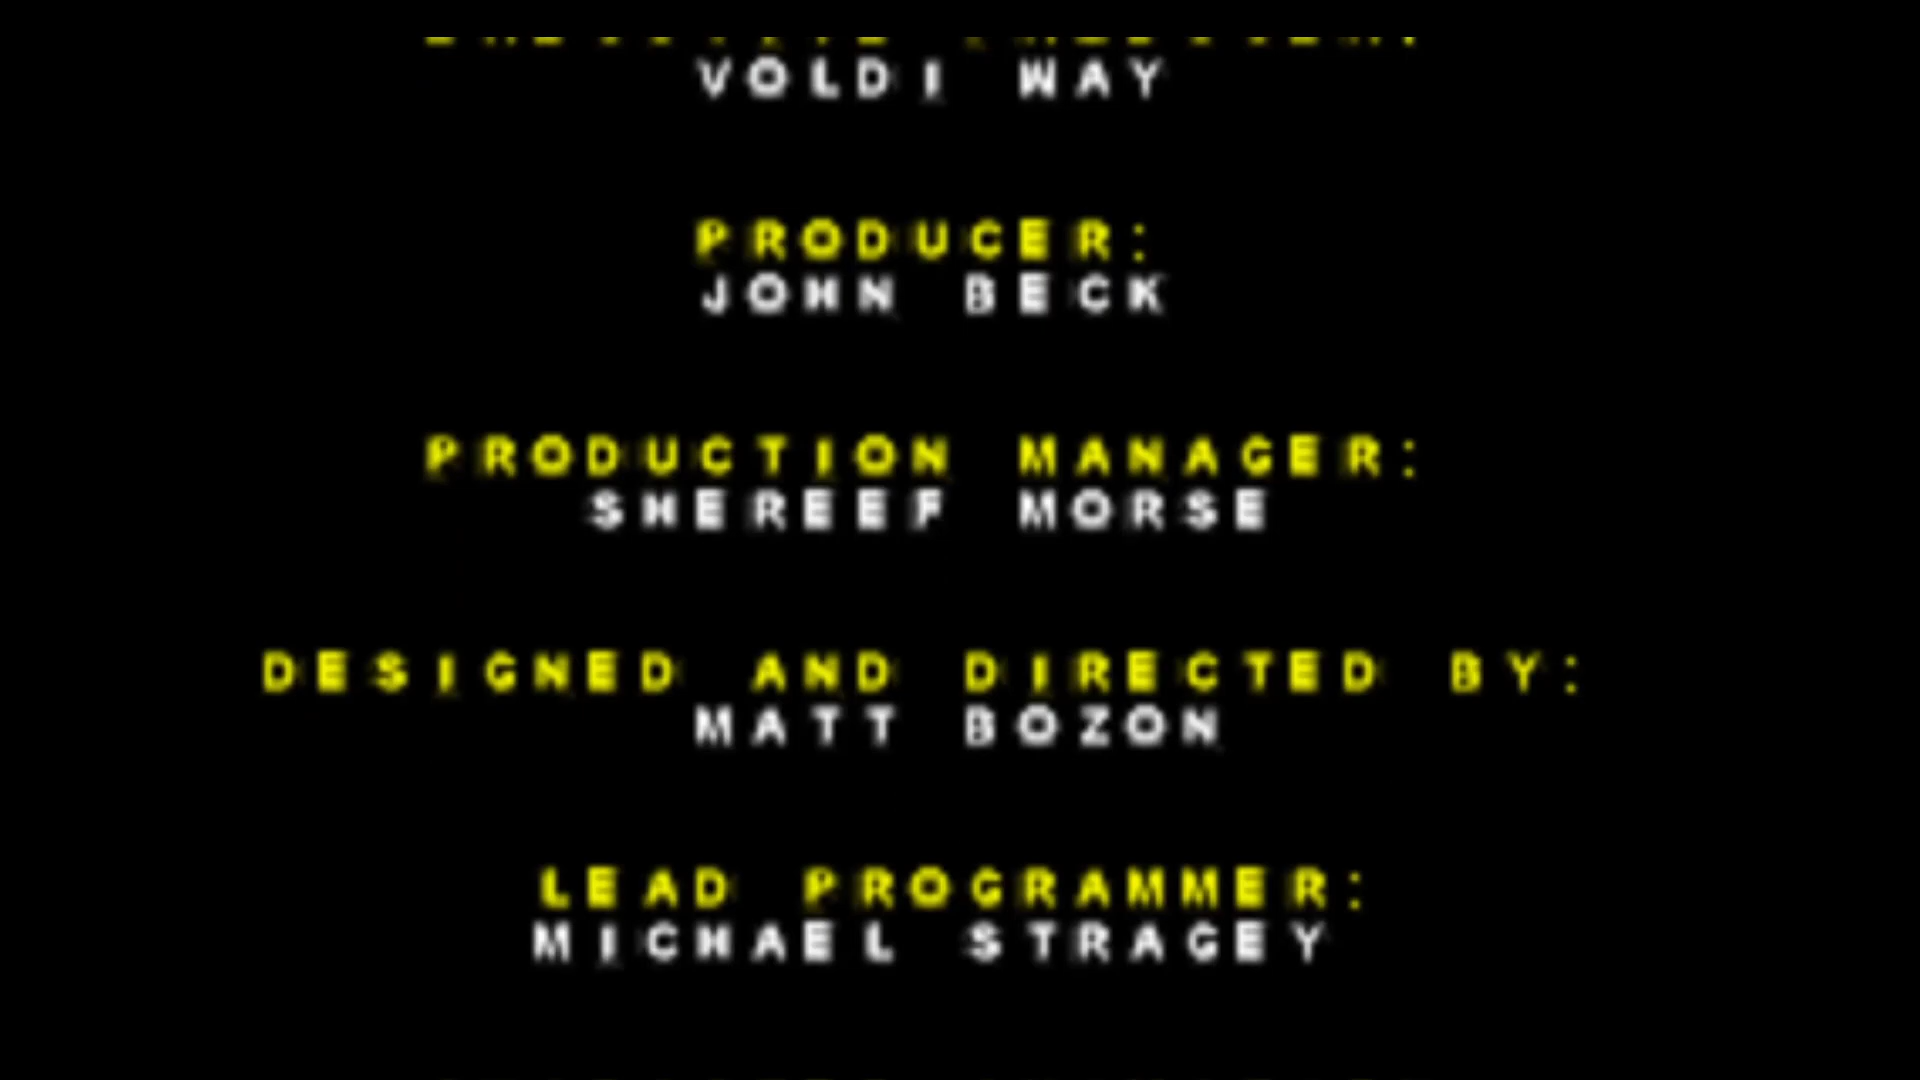 VOLDI WAY
PRODUCER:
JOHN BECK
PRODUCTION MANAGER:
SHEREEF MORSE
DESIGNED AND DIRECTED BY:
MATT BOZON
LEAD PROGRAMMER:
MICHAEL STRAGEY